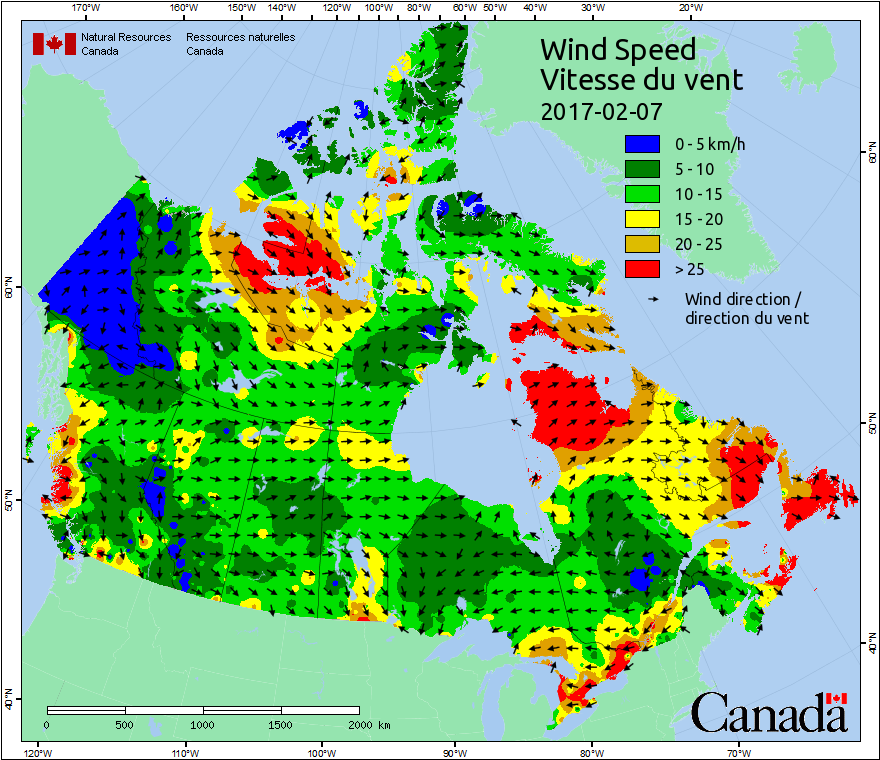 170°W 160°W 150°W 140°W 130°W 120°W 110°W 100°W 90°W 80°W 70°W 60°W 50°W 40°W 30°W 20°W
Natural Resources Ressources naturelles
Canada Canada
Wind Speed
Vitesse du vent
2017-02-07
0 - 5 km/h
5 - 10
10 - 15
15 - 20
20 - 25
> 25
Wind direction /
direction du vent
60°N
60°N
50°N
50°N
40°N
40°N
0 500 1000 1500 2000 km
Canada
120°W 110°W 100°W 90°W 80°W 70°W